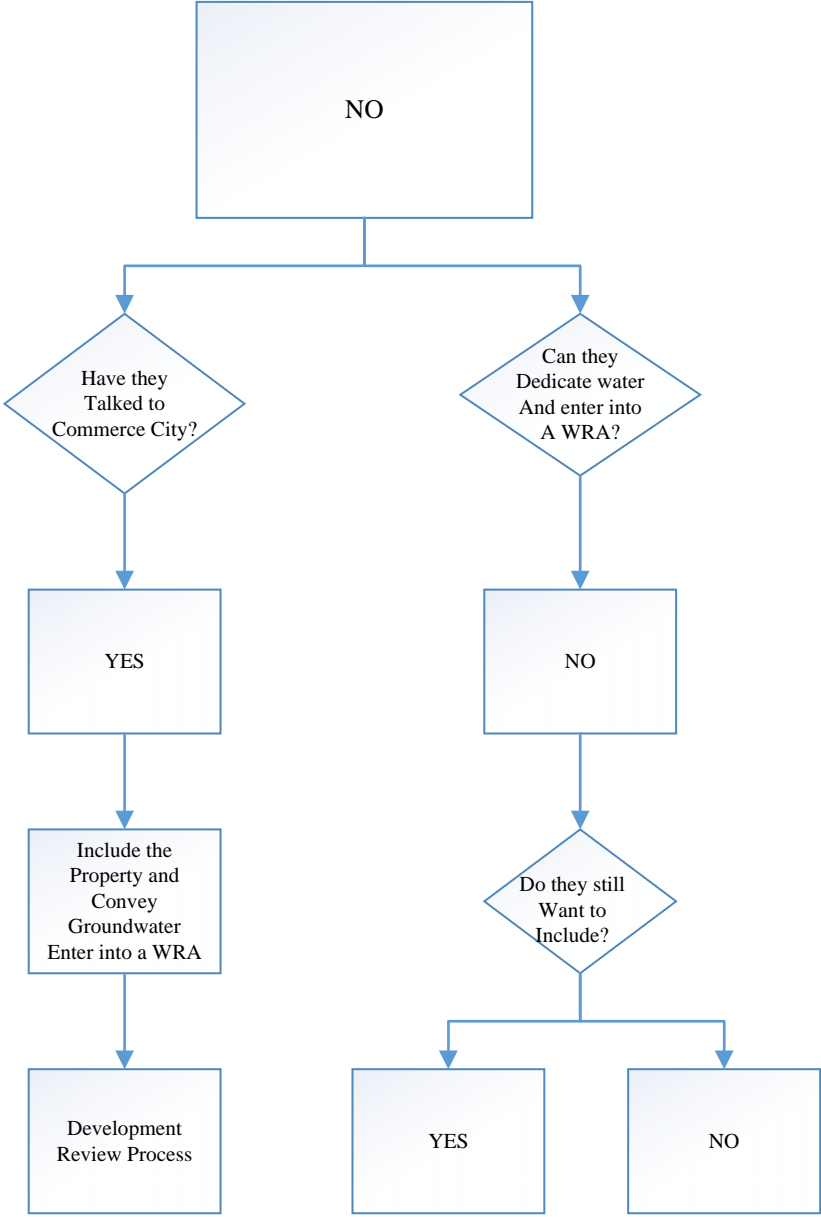 NO
Have they
Talked to
Commerce City?
Can they
Dedicate water
And enter into
A WRA?
YES
NO
Include the
Property and
Convey
Groundwater
Enter into a WRA
Do they still
Want to
Include?
Development
Review Process
YES
NO